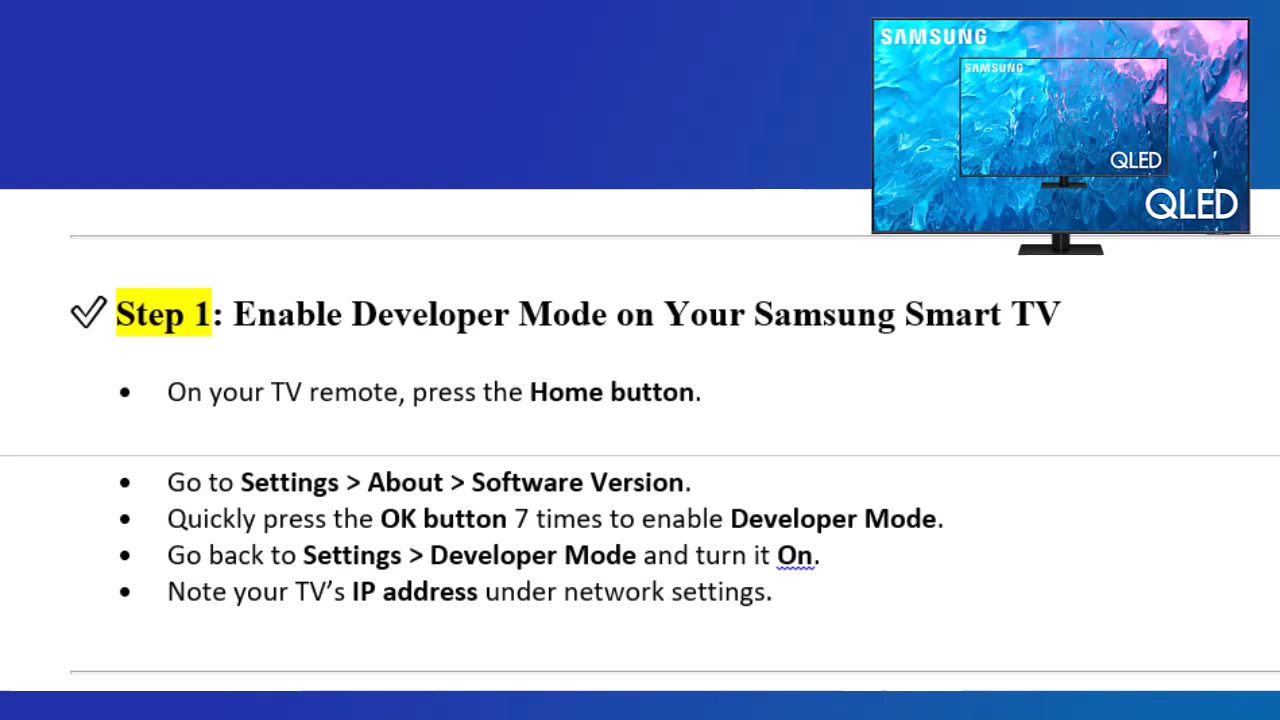 SAMSUNG
SAMSUNG
QLED
QLED
Step 1: Enable Developer Mode on Your Samsung Smart TV
• On your TV remote, press the Home button.
• Go to Settings > About > Software Version.
• Quickly press the OK button 7 times to enable Developer Mode.
• Go back to Settings > Developer Mode and turn it On.
• Note your TV’s IP address under network settings.